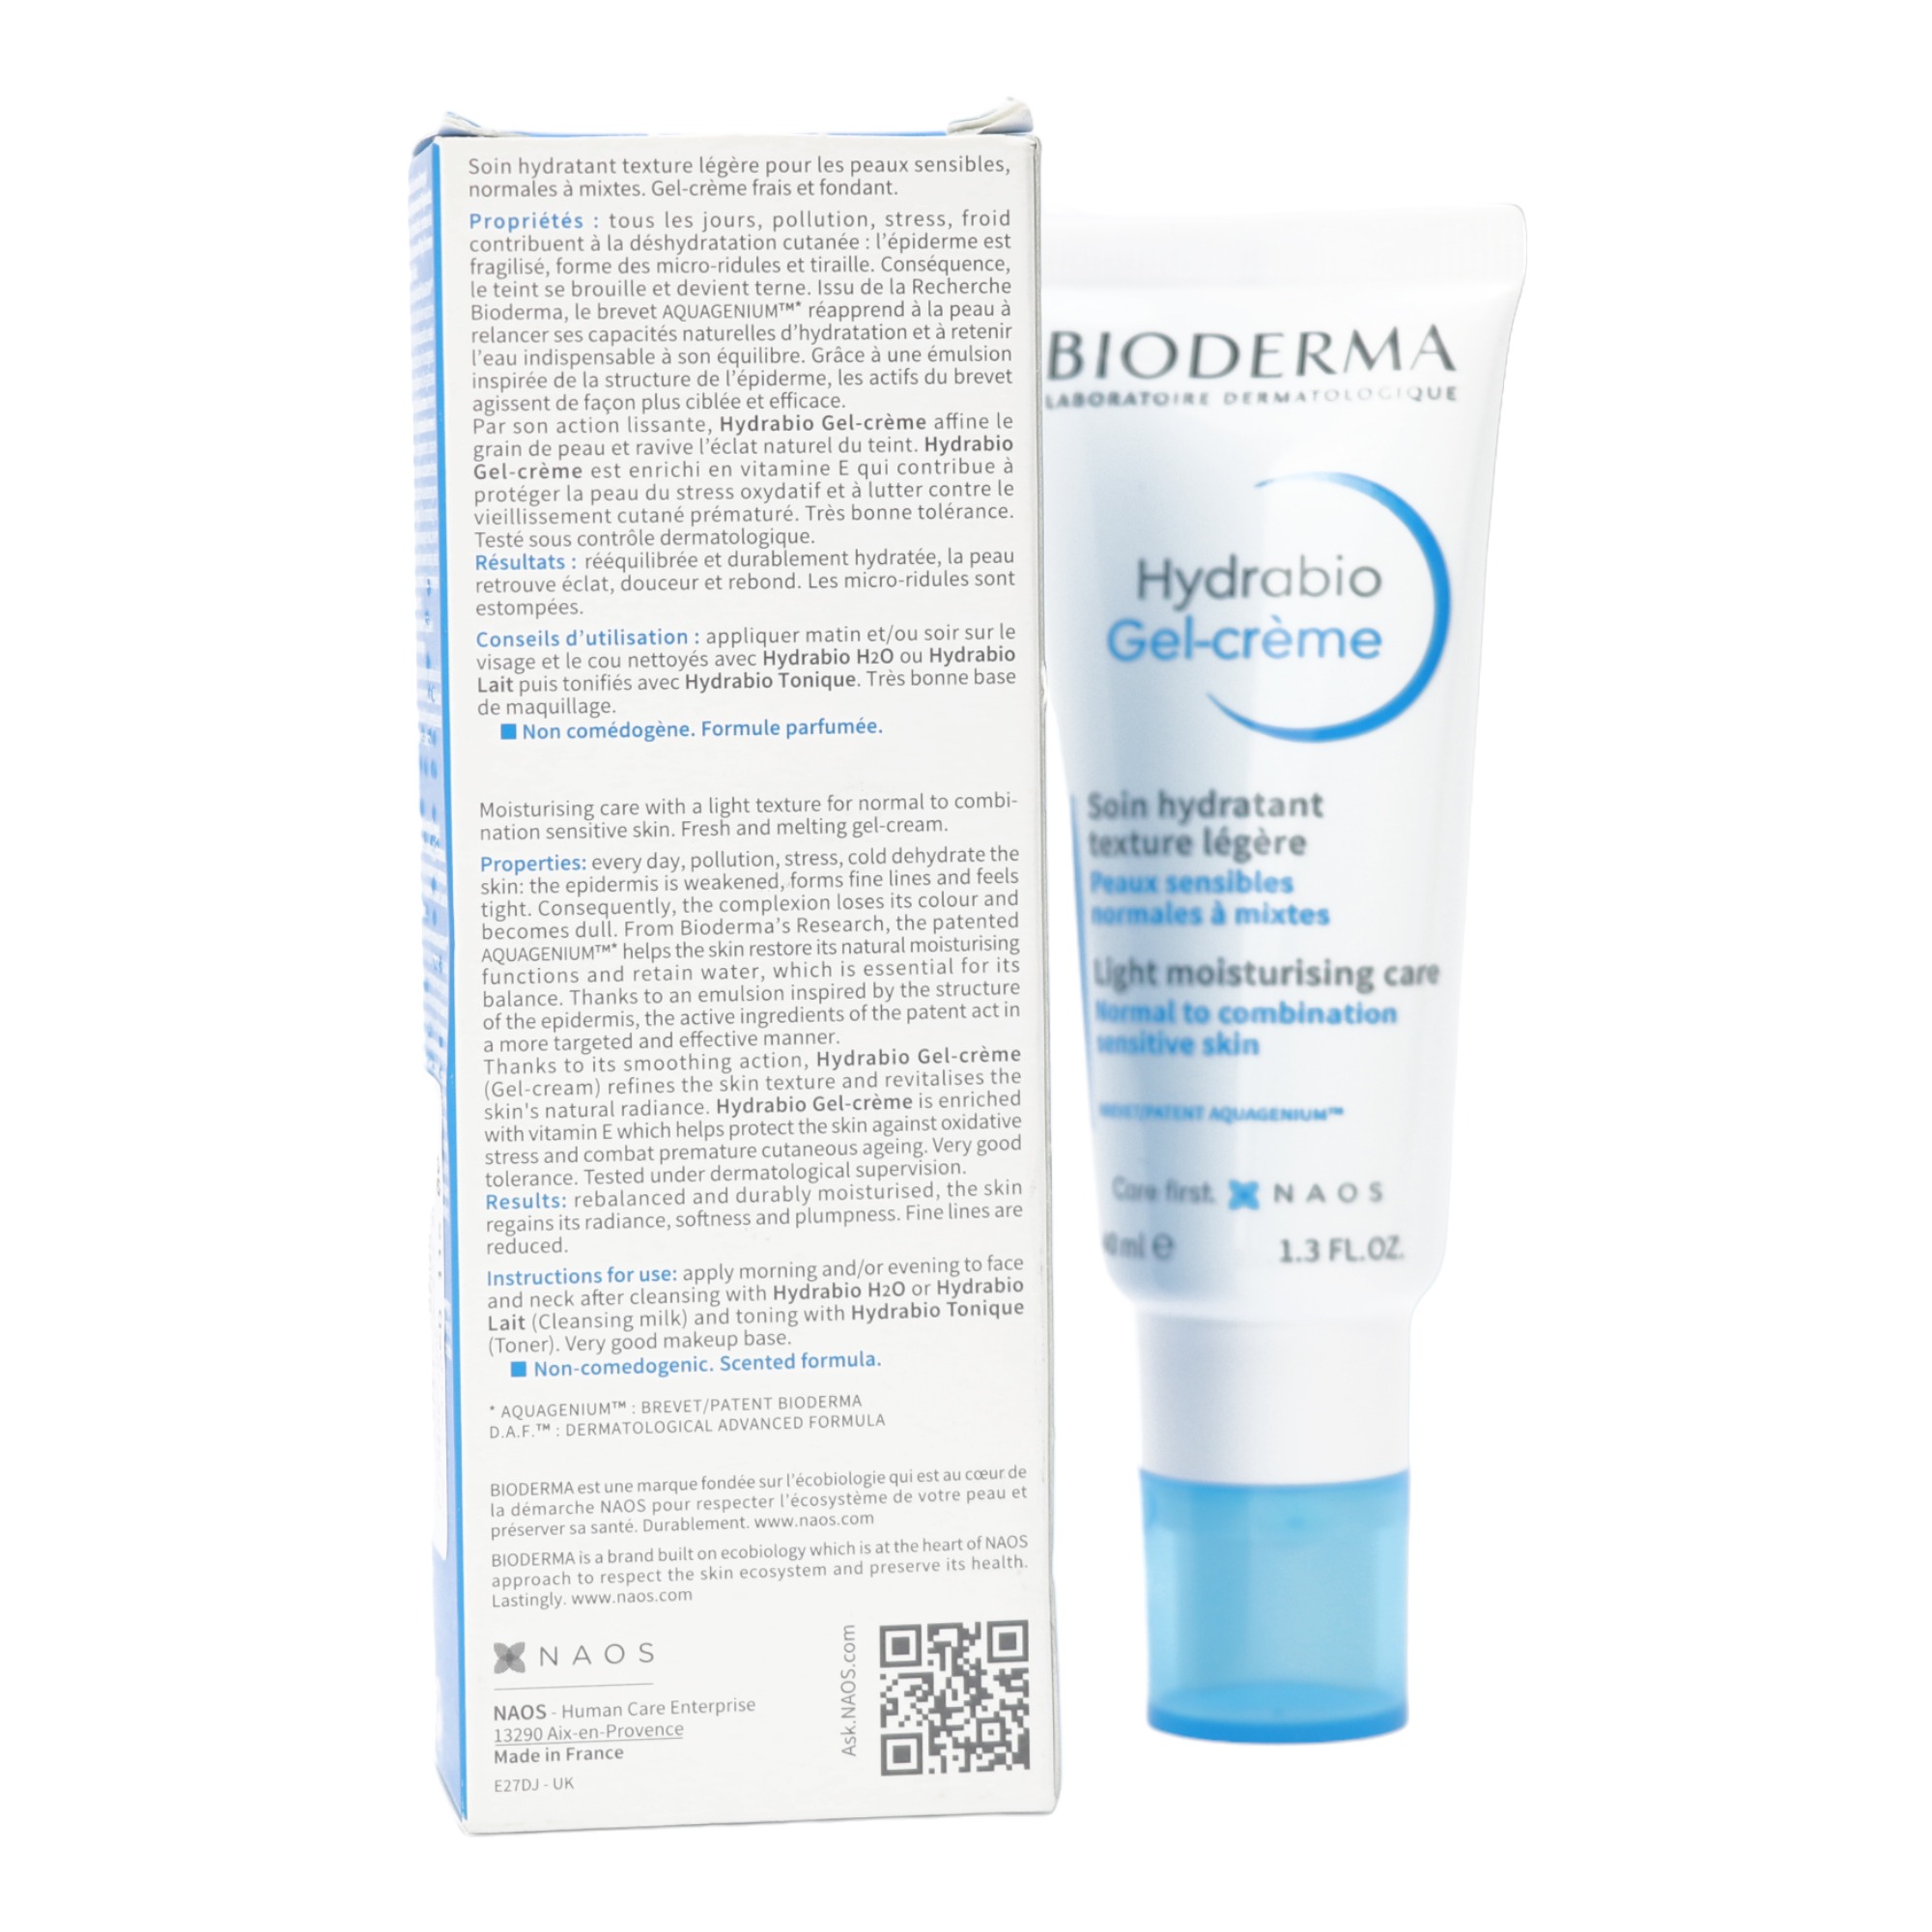 Soin hydratant texture légère pour les peaux sensibles,
normales à mixtes. Gel-crème frais et fondant.
Propriétés : tous les jours, pollution, stress, froid
contribuent à la déshydratation cutanée : l'épiderme est
fragilisé, forme des micro-ridules et tiraille. Conséquence,
le teint se brouille et devient terne. Issu de la Recherche
Bioderma, le brevet AQUAGENIUM™* réapprend à la peau à
relancer ses capacités naturelles d'hydratation et à retenir
l'eau indispensable à son équilibre. Grâce à une émulsion
inspirée de la structure de l'épiderme, les actifs du brevet
agissent de façon plus ciblée et efficace.
Par son action lissante, Hydrabio Gel-crème affine le
grain de peau et ravive l'éclat naturel du teint. Hydrabio
Gel-crème est enrichi en vitamine E qui contribue à
protéger la peau du stress oxydatif et à lutter contre le
vieillissement cutané prématuré. Très bonne tolérance.
Testé sous contrôle dermatologique.
Résultats : rééquilibrée et durablement hydratée, la peau
retrouve éclat, douceur et rebond. Les micro-ridules sont
estompées.
Conseils d'utilisation : appliquer matin et/ou soir sur le
visage et le cou nettoyés avec Hydrabio H2O ou Hydrabio
Lait puis tonifiés avec Hydrabio Tonique. Très bonne base
de maquillage.
■ Non comédogène. Formule parfumée.
Moisturising care with a light texture for normal to combi-
nation sensitive skin. Fresh and melting gel-cream.
Properties: every day, pollution, stress, cold dehydrate the
skin: the epidermis is weakened, forms fine lines and feels
tight. Consequently, the complexion loses its colour and
becomes dull. From Bioderma's Research, the patented
AQUAGENIUM™* helps the skin restore its natural moisturising
functions and retain water, which is essential for its
balance. Thanks to an emulsion inspired by the structure
of the epidermis, the active ingredients of the patent act in
a more targeted and effective manner.
Thanks to its smoothing action, Hydrabio Gel-crème
(Gel-cream) refines the skin texture and revitalises the
skin's natural radiance. Hydrabio Gel-crème is enriched
with vitamin E which helps protect the skin against oxidative
stress and combat premature cutaneous ageing. Very good
tolerance. Tested under dermatological supervision.
Results: rebalanced and durably moisturised, the skin
regains its radiance, softness and plumpness. Fine lines are
reduced.
Instructions for use: apply morning and/or evening to face
and neck after cleansing with Hydrabio H2O or Hydrabio
Lait (Cleansing milk) and toning with Hydrabio Tonique
(Toner). Very good makeup base.
■ Non-comedogenic. Scented formula.
* AQUAGENIUM™ : BREVET/PATENT BIODERMA
D.A.F.™ : DERMATOLOGICAL ADVANCED FORMULA
BIODERMA est une marque fondée sur l'écobiologie qui est au cœur de
la démarche NAOS pour respecter l'écosystème de votre peau et
préserver sa santé. Durablement. www.naos.com
BIODERMA is a brand built on ecobiology which is at the heart of NAOS
approach to respect the skin ecosystem and preserve its health.
Lastingly. www.naos.com
NAOS
NAOS - Human Care Enterprise
13290 Aix-en-Provence
Made in France
E27DJ - UK
Ask.NAOS.com
BIODERMA
LABORATOIRE DERMATOLOGIQUE
Hydrabio
Gel-crème
Soin hydratant
texture légère
Peaux sensibles
normales à mixtes
Light moisturising care
Normal to combination
sensitive skin
BREVET/PATENT AQUAGENIUM™
Care first. NAOS
40 ml ℮ 1.3 FL.OZ.